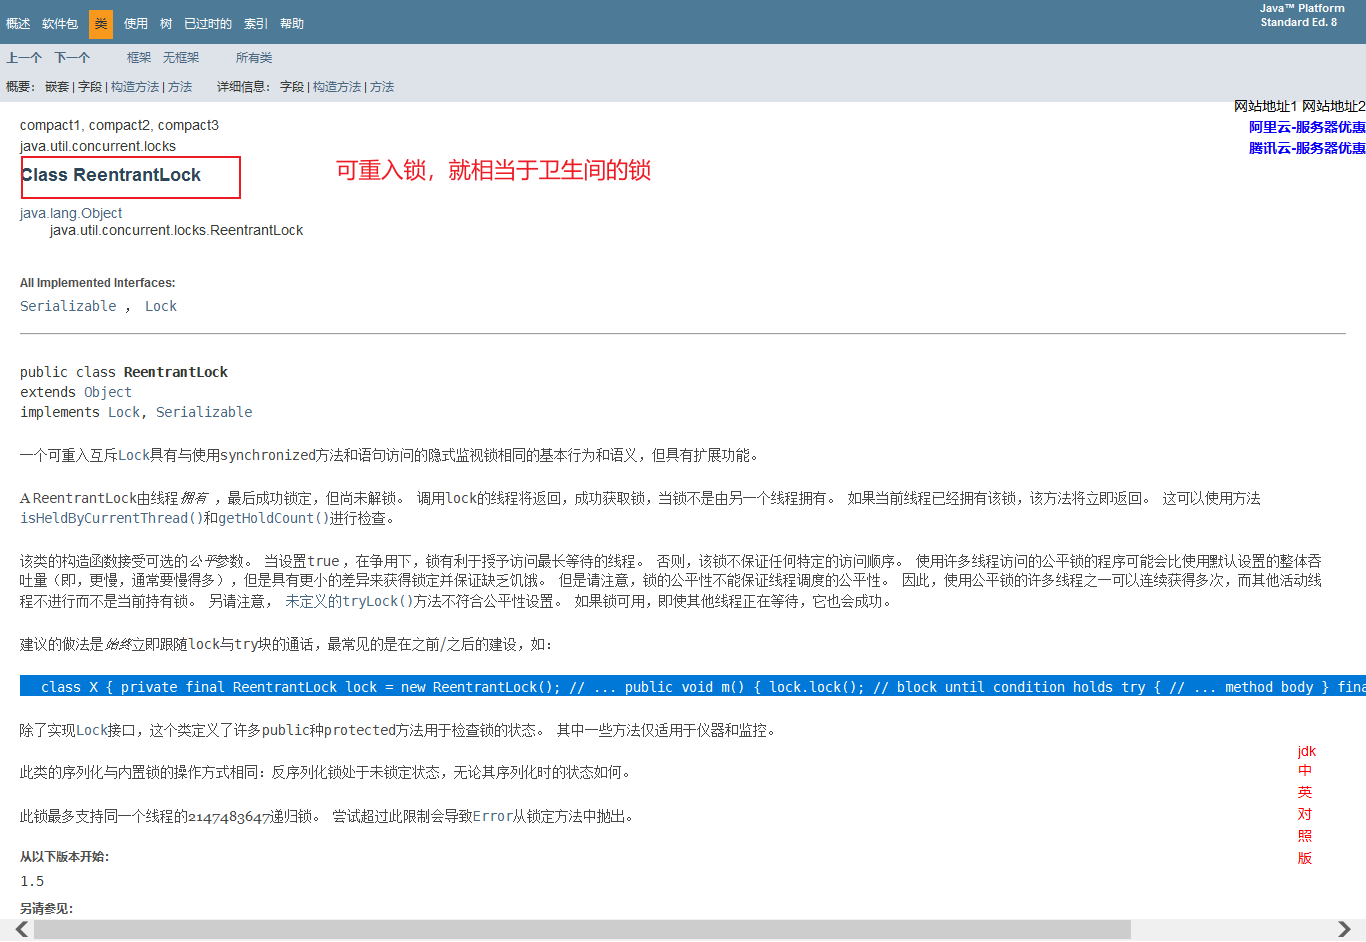 概述 软件包 类 使用 树 已过时的 索引 帮助
Java™ Platform
Standard Ed. 8
上一个 下一个 框架 无框架 所有类
概要： 嵌套 | 字段 | 构造方法 | 方法 详细信息： 字段 | 构造方法 | 方法
网站地址1 网站地址2
阿里云-服务器优惠
腾讯云-服务器优惠
compact1, compact2, compact3
java.util.concurrent.locks
Class ReentrantLock
可重入锁，就相当于卫生间的锁
java.lang.Object
java.util.concurrent.locks.ReentrantLock
All Implemented Interfaces:
Serializable ， Lock
public class ReentrantLock
extends Object
implements Lock, Serializable
一个可重入互斥Lock具有与使用synchronized方法和语句访问的隐式监视锁相同的基本行为和语义，但具有扩展功能。
A ReentrantLock由线程拥有 ，最后成功锁定，但尚未解锁。 调用lock的线程将返回，成功获取锁，当锁不是由另一个线程拥有。 如果当前线程已经拥有该锁，该方法将立即返回。 这可以使用方法
isHeldByCurrentThread()和getHoldCount()进行检查。
该类的构造函数接受可选的公平参数。 当设置true ，在争用下，锁有利于授予访问最长等待的线程。 否则，该锁不保证任何特定的访问顺序。 使用许多线程访问的公平锁的程序可能会比使用默认设置的整体吞
吐量（即，更慢，通常要慢得多），但是具有更小的差异来获得锁定并保证缺乏饥饿。 但是请注意，锁的公平性不能保证线程调度的公平性。 因此，使用公平锁的许多线程之一可以连续获得多次，而其他活动线
程不进行而不是当前持有锁。 另请注意， 未定义的tryLock()方法不符合公平性设置。 如果锁可用，即使其他线程正在等待，它也会成功。
建议的做法是始终立即跟随lock与try块的通话，最常见的是在之前/之后的建设，如：
class X { private final ReentrantLock lock = new ReentrantLock(); // ... public void m() { lock.lock(); // block until condition holds try { // ... method body } fina
除了实现Lock接口，这个类定义了许多public种protected方法用于检查锁的状态。 其中一些方法仅适用于仪器和监控。
此类的序列化与内置锁的操作方式相同：反序列化锁处于未锁定状态，无论其序列化时的状态如何。
此锁最多支持同一个线程的2147483647递归锁。 尝试超过此限制会导致Error从锁定方法中抛出。
jdk
中
英
对
照
版
从以下版本开始：
1.5
另请参见：